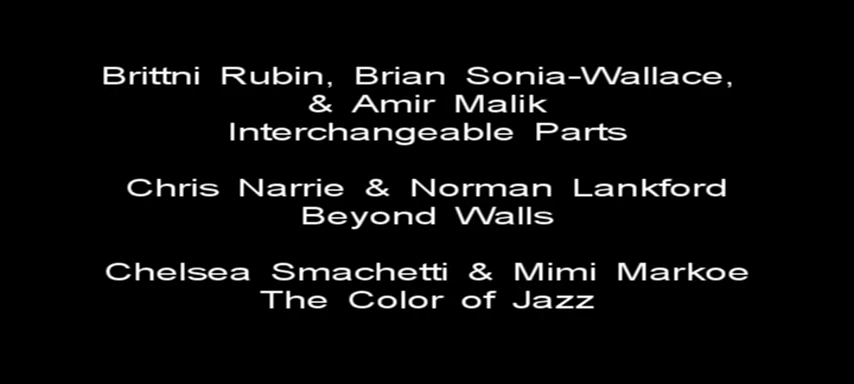 Brittni Rubin, Brian Sonia-Wallace,
& Amir Malik
Interchangeable Parts
Chris Narrie & Norman Lankford
Beyond Walls
Chelsea Smachetti & Mimi Markoe
The Color of Jazz